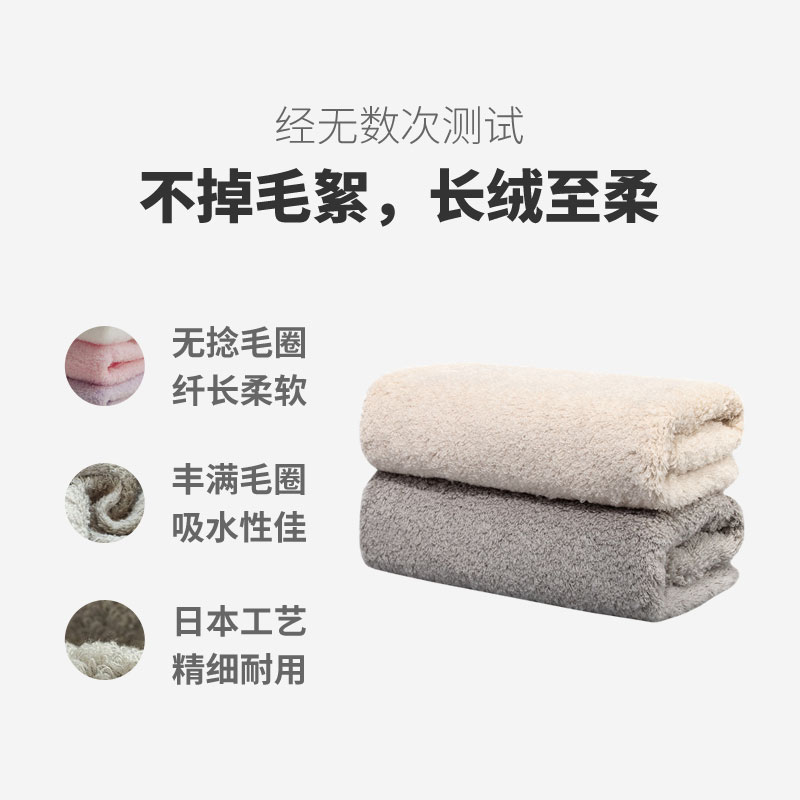 经无数次测试
不掉毛絮，长绒至柔
无捻毛圈
纤长柔软
丰满毛圈
吸水性佳
日本工艺
精细耐用